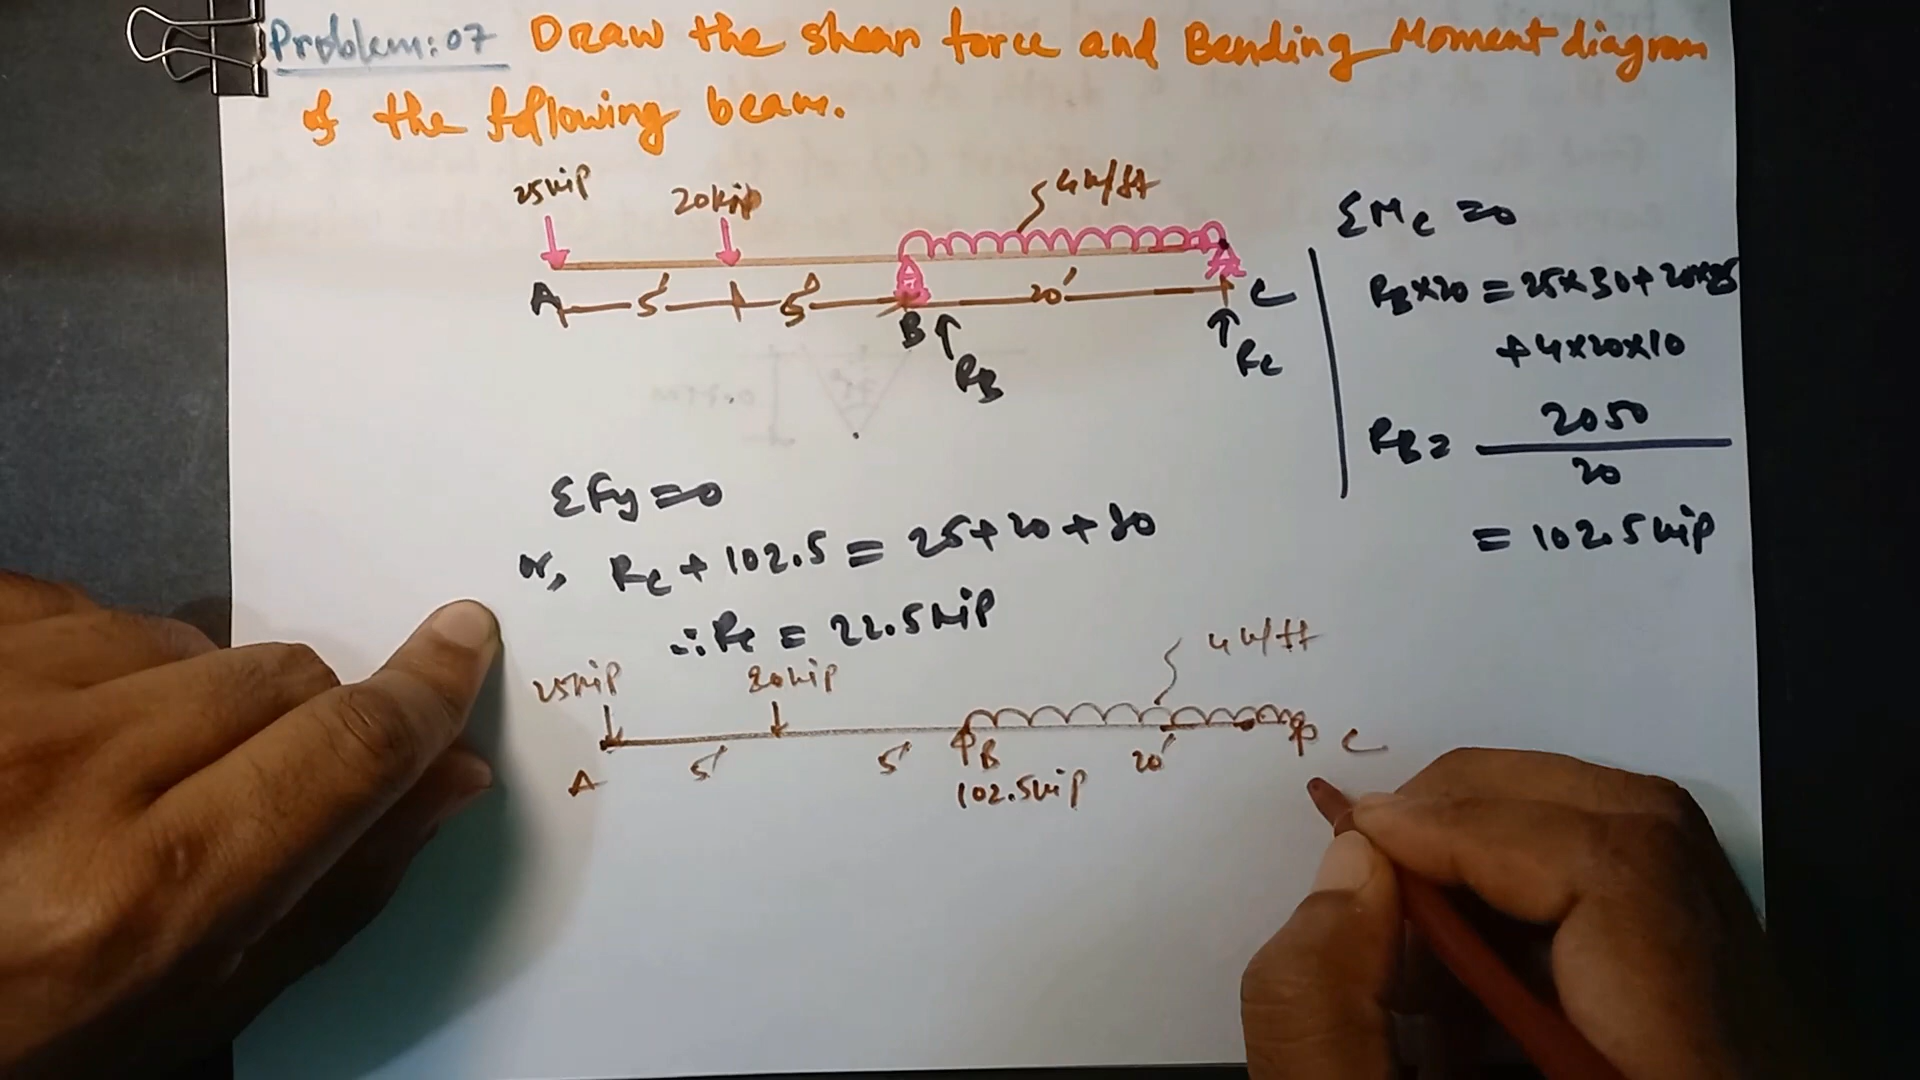 Problem: 07 Draw the shear force and Bending Moment diagram
of the following beam.
25kip 20kip 4k/ft
A 5' 5' B 20' C
RB RC
ΣMC = 0
RB×20 = 25×30+20×25
+4×20×10
RB = 2050
20
= 102.5kip
ΣFy = 0
or, RC + 102.5 = 25+20+80
∴ RC = 22.5kip
25kip 20kip 4k/ft
A 5' 5' B 20' C
102.5kip